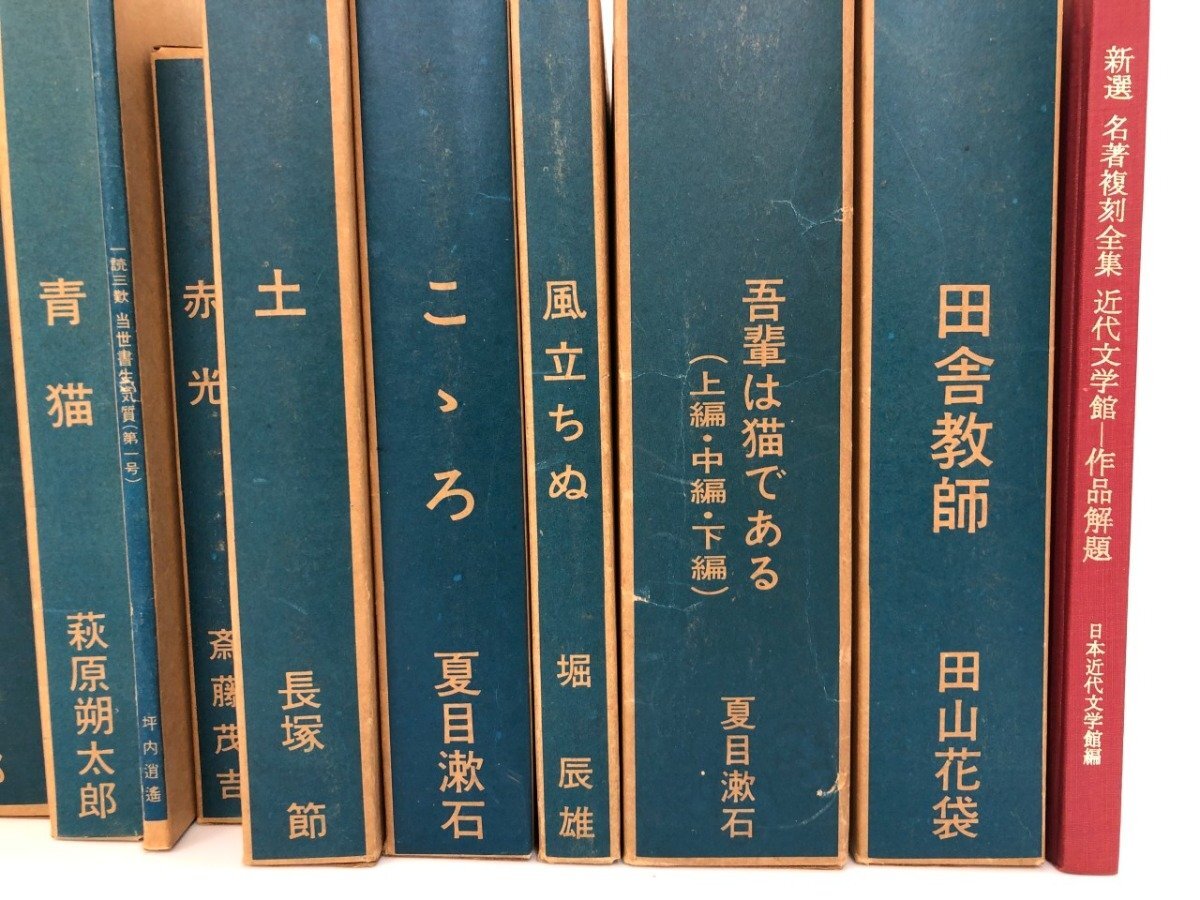 青猫
萩原朔太郎
一読三歎 当世書生気質(第一号)
坪内逍遙
赤光
斎藤茂吉
土
長塚 節
こゝろ
夏目漱石
風立ちぬ
堀 辰雄
吾輩は猫である
(上編・中編・下編)
夏目漱石
田舎教師
田山花袋
新選 名著複刻全集 近代文学館―作品解題
日本近代文学館編